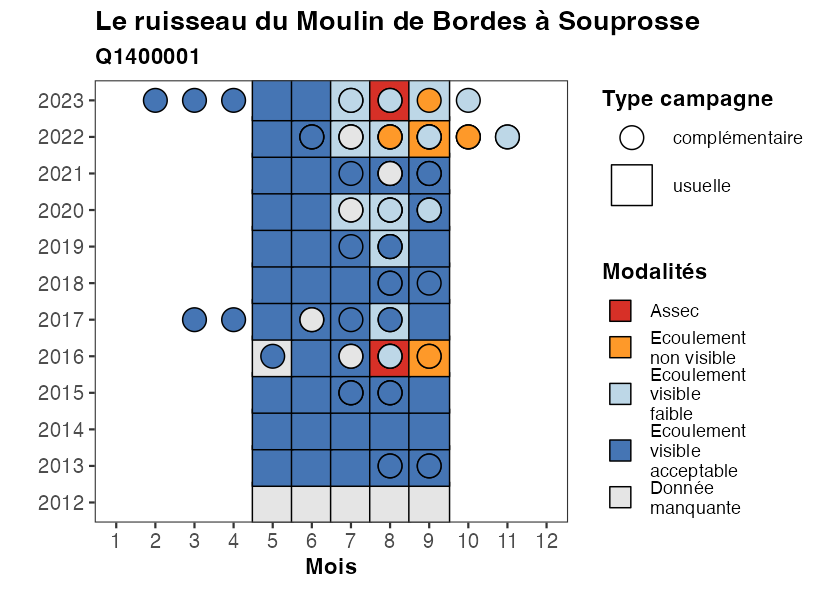 Le ruisseau du Moulin de Bordes à Souprosse
Q1400001
2023
2022
2021
2020
2019
2018
2017
2016
2015
2014
2013
2012
1 2 3 4 5 6 7 8 9 10 11 12
Mois
Type campagne
complémentaire
usuelle
Modalités
Assec
Ecoulement
non visible
Ecoulement
visible
faible
Ecoulement
visible
acceptable
Donnée
manquante